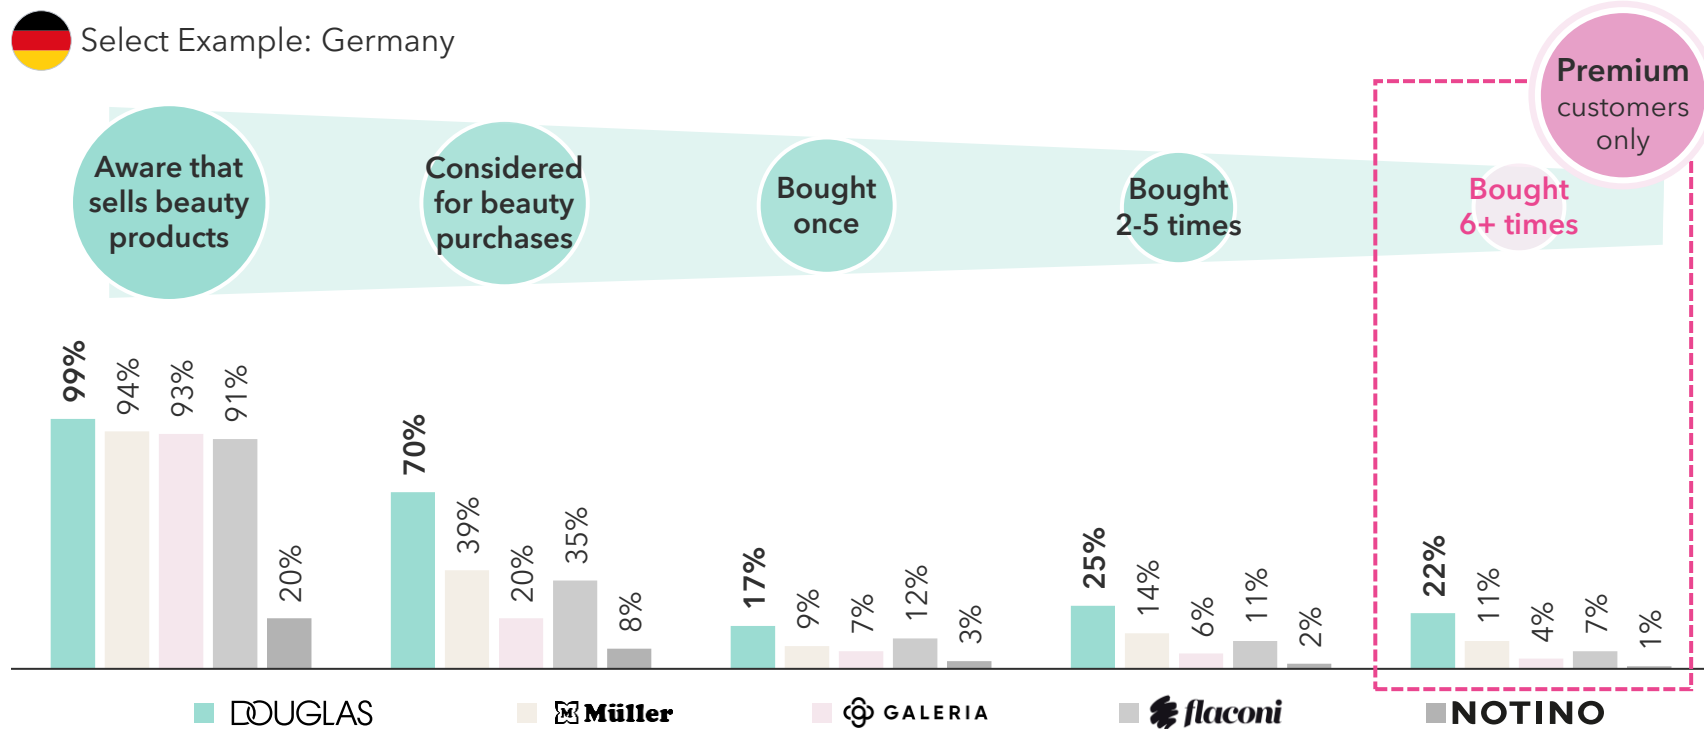 Select Example: Germany
Premium
customers
only
Aware that
sells beauty
products
Considered
for beauty
purchases
Bought
once
Bought
2-5 times
Bought
6+ times
99%
94%
93%
91%
20%
70%
39%
20%
35%
8%
17%
9%
7%
12%
3%
25%
14%
6%
11%
2%
22%
11%
4%
7%
1%
DOUGLAS
M Müller
GALERIA
flaconi
NOTINO